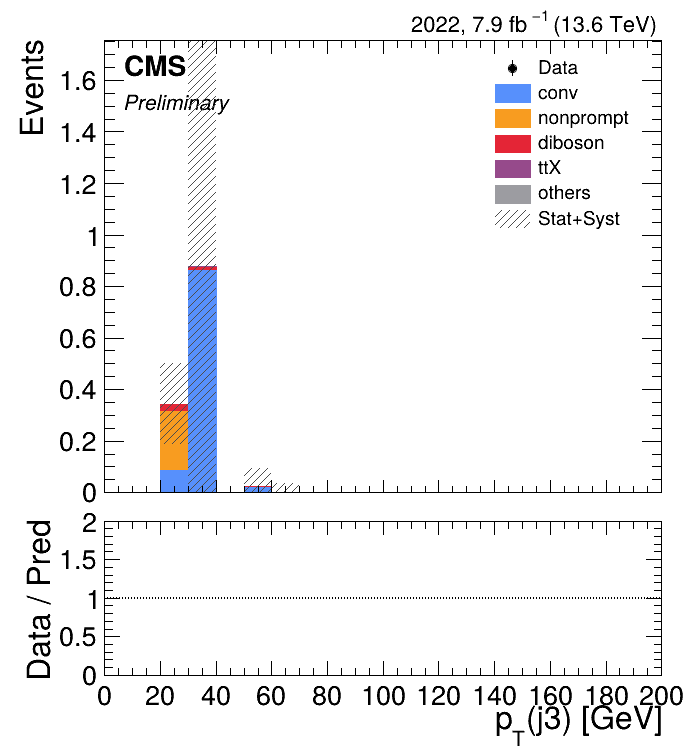 2022, 7.9 fb⁻¹ (13.6 TeV)
Events
CMS
Preliminary
Data
conv
nonprompt
diboson
ttX
others
Stat+Syst
1.6
1.4
1.2
1
0.8
0.6
0.4
0.2
0
Data / Pred
2
1.5
1
0.5
0
0 20 40 60 80 100 120 140 160 180 200
p_T(j3) [GeV]